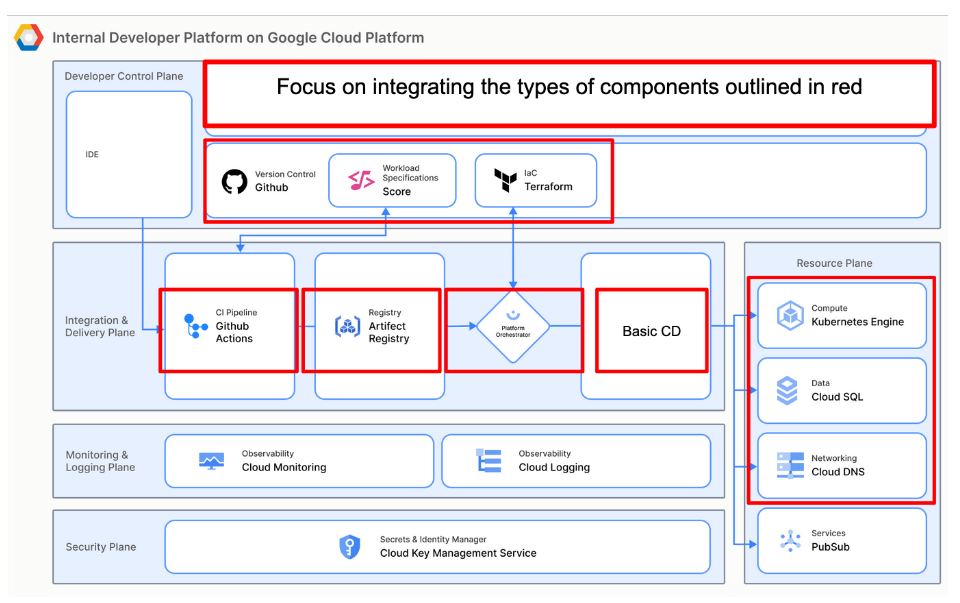 Internal Developer Platform on Google Cloud Platform
Developer Control Plane
Focus on integrating the types of components outlined in red
IDE
Version Control
Github
Workload
Specifications
Score
IaC
Terraform
Integration &
Delivery Plane
CI Pipeline
Github
Actions
Registry
Artifect
Registry
Platform
Orchestrator
Basic CD
Resource Plane
Compute
Kubernetes Engine
Data
Cloud SQL
Networking
Cloud DNS
Services
PubSub
Monitoring &
Logging Plane
Observability
Cloud Monitoring
Observability
Cloud Logging
Security Plane
Secrets & Identity Manager
Cloud Key Management Service